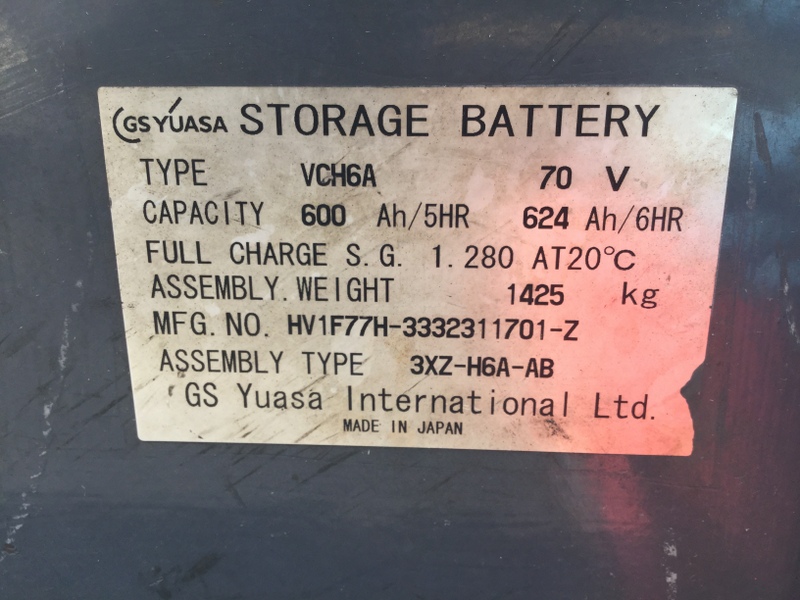 GS YUASA STORAGE BATTERY
TYPE VCH6A 70 V
CAPACITY 600 Ah/5HR 624 Ah/6HR
FULL CHARGE S.G. 1.280 AT20℃
ASSEMBLY.WEIGHT 1425 kg
MFG.NO. HV1F77H-3332311701-Z
ASSEMBLY TYPE 3XZ-H6A-AB
GS Yuasa International Ltd.
MADE IN JAPAN